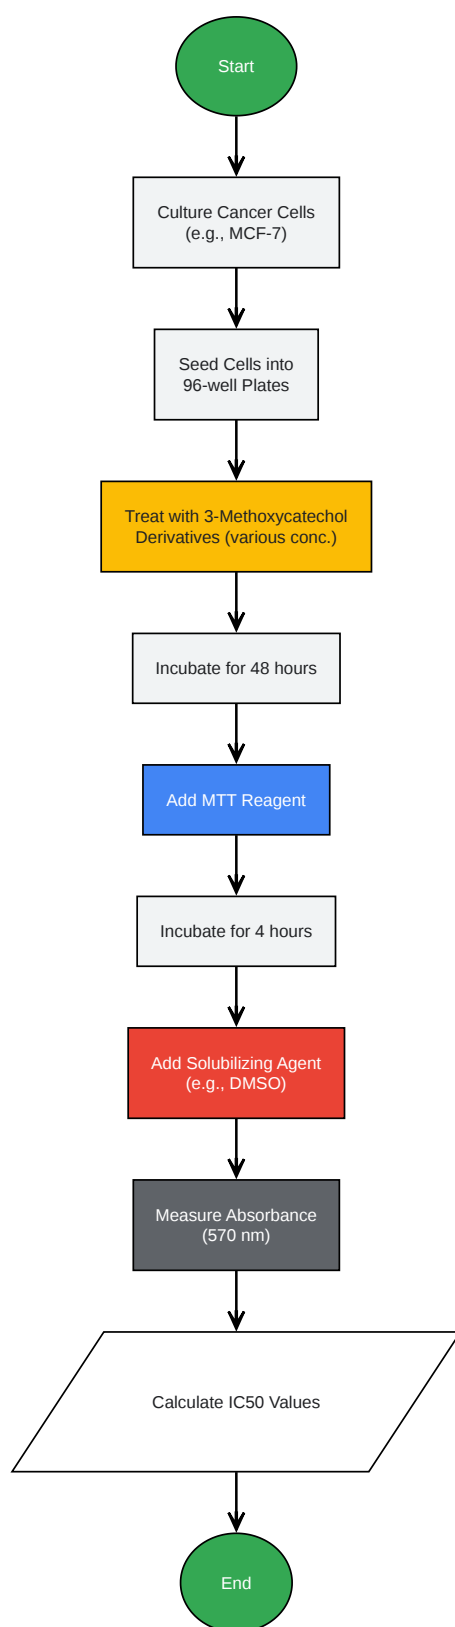 Start
Culture Cancer Cells
(e.g., MCF-7)
Seed Cells into
96-well Plates
Treat with 3-Methoxycatechol
Derivatives (various conc.)
Incubate for 48 hours
Add MTT Reagent
Incubate for 4 hours
Add Solubilizing Agent
(e.g., DMSO)
Measure Absorbance
(570 nm)
Calculate IC50 Values
End